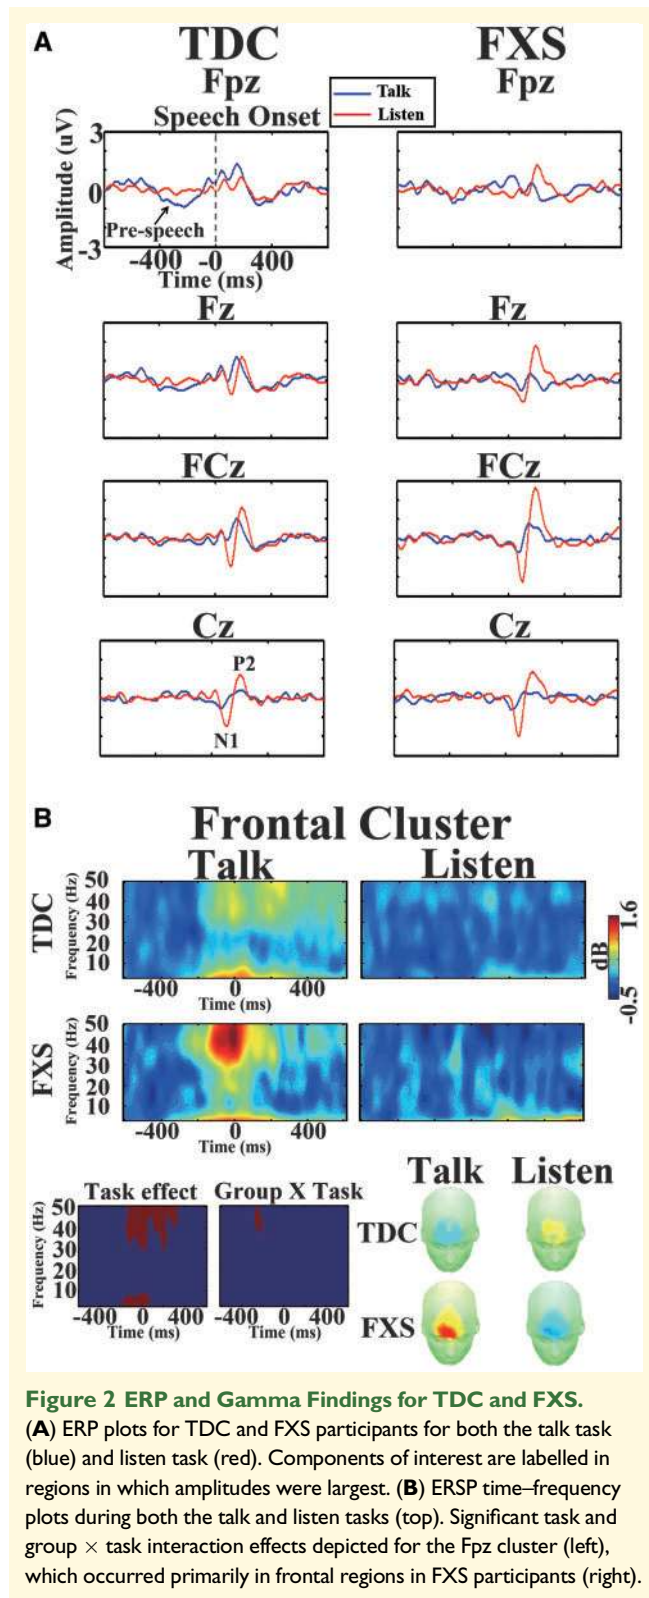 A
TDC
FXS
Fpz
Fpz
Talk
Listen
Speech Onset
Amplitude (uV)
3
0
-3
Pre-speech
-400 -0 400
Time (ms)
Fz
Fz
FCz
FCz
Cz
Cz
P2
N1
B
Frontal Cluster
Talk
Listen
TDC
Frequency (Hz)
50
40
30
20
10
-400 0 400
Time (ms)
1.6
dB
-0.5
FXS
Frequency (Hz)
50
40
30
20
10
-400 0 400
Time (ms)
Task effect
Group X Task
Frequency (Hz)
50
40
30
20
10
-400 0 400
Time (ms)
-400 0 400
Time (ms)
Talk
Listen
TDC
FXS
Figure 2 ERP and Gamma Findings for TDC and FXS.
(A) ERP plots for TDC and FXS participants for both the talk task
(blue) and listen task (red). Components of interest are labelled in
regions in which amplitudes were largest. (B) ERSP time–frequency
plots during both the talk and listen tasks (top). Significant task and
group × task interaction effects depicted for the Fpz cluster (left),
which occurred primarily in frontal regions in FXS participants (right).